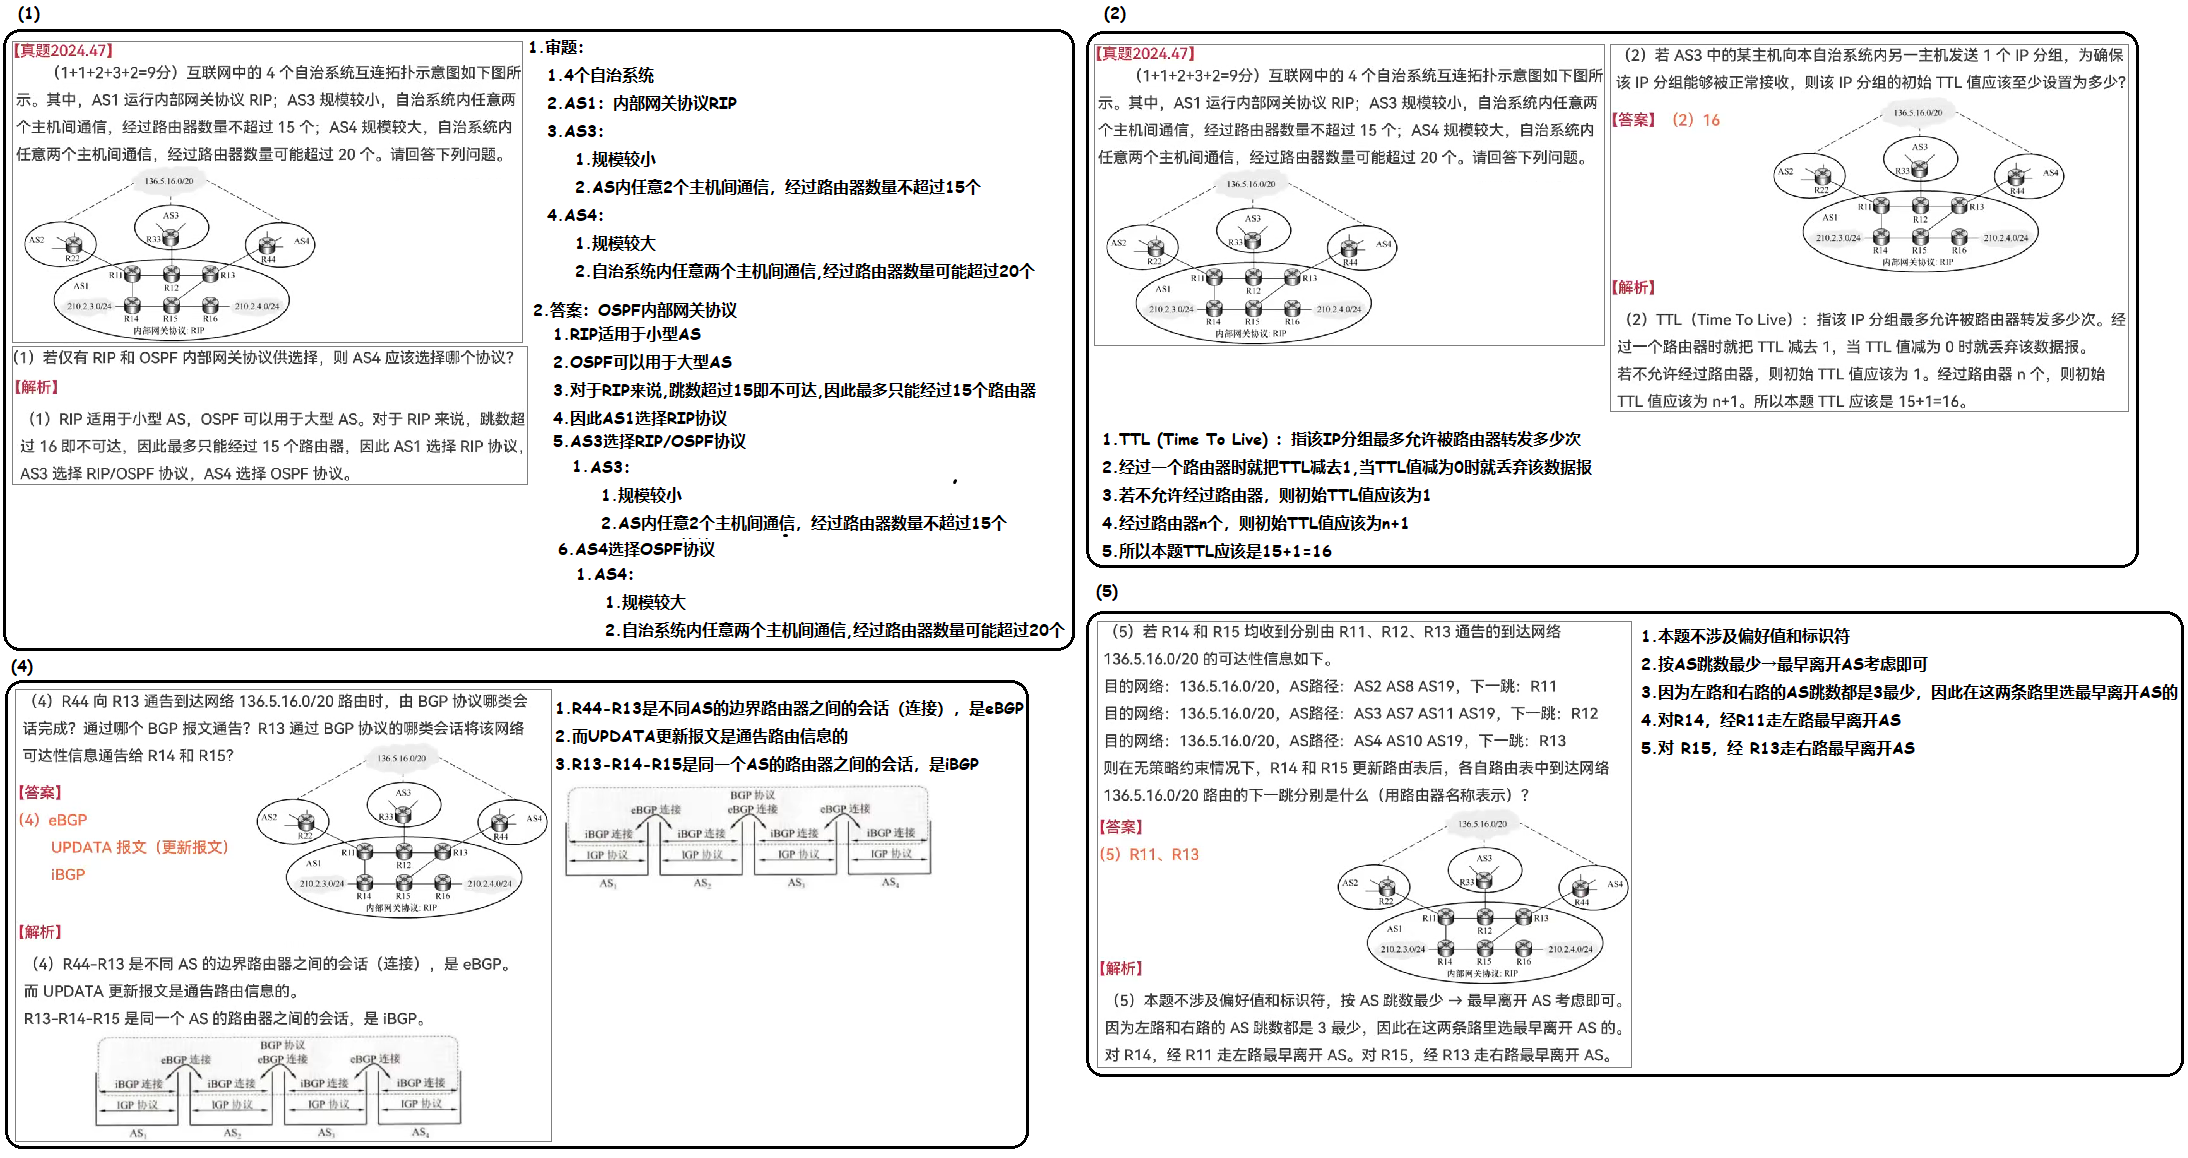 (1)
【真题2024.47】
（1+1+2+3+2=9分）互联网中的 4 个自治系统互连拓扑示意图如下图所
示。其中，AS1 运行内部网关协议 RIP；AS3 规模较小，自治系统内任意两
个主机间通信，经过路由器数量不超过 15 个；AS4 规模较大，自治系统内
任意两个主机间通信，经过路由器数量可能超过 20 个。请回答下列问题。
136.5.16.0/20
AS3
AS2
R33
AS4
R22
R44
R11
R13
R12
AS1
210.2.3.0/24
210.2.4.0/24
R14
R15
R16
内部网关协议: RIP
(1）若仅有 RIP 和 OSPF 内部网关协议供选择，则 AS4 应该选择哪个协议？
【解析】
（1）RIP 适用于小型 AS，OSPF 可以用于大型 AS。对于 RIP 来说，跳数超
过 16 即不可达，因此最多只能经过 15 个路由器，因此 AS1 选择 RIP 协议，
AS3 选择 RIP/OSPF 协议，AS4 选择 OSPF 协议。
1.审题：
1.4个自治系统
2.AS1：内部网关协议RIP
3.AS3：
1.规模较小
2.AS内任意2个主机间通信，经过路由器数量不超过15个
4.AS4：
1.规模较大
2.自治系统内任意两个主机间通信,经过路由器数量可能超过20个
2.答案：OSPF内部网关协议
1.RIP适用于小型AS
2.OSPF可以用于大型AS
3.对于RIP来说,跳数超过15即不可达,因此最多只能经过15个路由器
4.因此AS1选择RIP协议
5.AS3选择RIP/OSPF协议
1.AS3：
1.规模较小
2.AS内任意2个主机间通信，经过路由器数量不超过15个
6.AS4选择OSPF协议
1.AS4：
1.规模较大
2.自治系统内任意两个主机间通信,经过路由器数量可能超过20个
(2)
【真题2024.47】
（1+1+2+3+2=9分）互联网中的 4 个自治系统互连拓扑示意图如下图所
示。其中，AS1 运行内部网关协议 RIP；AS3 规模较小，自治系统内任意两
个主机间通信，经过路由器数量不超过 15 个；AS4 规模较大，自治系统内
任意两个主机间通信，经过路由器数量可能超过 20 个。请回答下列问题。
136.5.16.0/20
AS3
AS2
R33
AS4
R22
R44
R11
R13
R12
AS1
210.2.3.0/24
210.2.4.0/24
R14
R15
R16
内部网关协议: RIP
（2）若 AS3 中的某主机向本自治系统内另一主机发送 1 个 IP 分组，为确保
该 IP 分组能够被正常接收，则该 IP 分组的初始 TTL 值应该至少设置为多少？
【答案】（2）16
136.5.16.0/20
AS3
AS2
R33
AS4
R22
R44
R11
R13
R12
AS1
210.2.3.0/24
210.2.4.0/24
R14
R15
R16
内部网关协议: RIP
【解析】
（2）TTL（Time To Live）：指该 IP 分组最多允许被路由器转发多少次。经
过一个路由器时就把 TTL 减去 1，当 TTL 值减为 0 时就丢弃该数据报。
若不允许经过路由器，则初始 TTL 值应该为 1。经过路由器 n 个，则初始
TTL 值应该为 n+1。所以本题 TTL 应该是 15+1=16。
1.TTL (Time To Live) ：指该IP分组最多允许被路由器转发多少次
2.经过一个路由器时就把TTL减去1,当TTL值减为0时就丢弃该数据报
3.若不允许经过路由器，则初始TTL值应该为1
4.经过路由器n个，则初始TTL值应该为n+1
5.所以本题TTL应该是15+1=16
(4)
（4）R44 向 R13 通告到达网络 136.5.16.0/20 路由时，由 BGP 协议哪类会
话完成？通过哪个 BGP 报文通告？R13 通过 BGP 协议的哪类会话将该网络
可达性信息通告给 R14 和 R15？
136.5.16.0/20
【答案】
（4）eBGP
UPDATA 报文（更新报文）
iBGP
AS3
AS2
R33
AS4
R22
R44
R11
R13
R12
AS1
210.2.3.0/24
210.2.4.0/24
R14
R15
R16
内部网关协议: RIP
【解析】
（4）R44-R13 是不同 AS 的边界路由器之间的会话（连接），是 eBGP。
而 UPDATA 更新报文是通告路由信息的。
R13-R14-R15 是同一个 AS 的路由器之间的会话，是 iBGP。
BGP 协议
eBGP 连接 eBGP 连接 eBGP 连接
iBGP 连接 iBGP 连接 iBGP 连接 iBGP 连接
IGP 协议 IGP 协议 IGP 协议 IGP 协议
AS1 AS2 AS3 AS4
1.R44-R13是不同AS的边界路由器之间的会话（连接），是eBGP
2.而UPDATA更新报文是通告路由信息的
3.R13-R14-R15是同一个AS的路由器之间的会话，是iBGP
BGP 协议
eBGP 连接 eBGP 连接 eBGP 连接
iBGP 连接 iBGP 连接 iBGP 连接 iBGP 连接
IGP 协议 IGP 协议 IGP 协议 IGP 协议
AS1 AS2 AS3 AS4
(5)
（5）若 R14 和 R15 均收到分别由 R11、R12、R13 通告的到达网络
136.5.16.0/20 的可达性信息如下。
目的网络：136.5.16.0/20，AS路径：AS2 AS8 AS19，下一跳：R11
目的网络：136.5.16.0/20，AS路径：AS3 AS7 AS11 AS19，下一跳：R12
目的网络：136.5.16.0/20，AS路径：AS4 AS10 AS19，下一跳：R13
则在无策略约束情况下，R14 和 R15 更新路由表后，各自路由表中到达网络
136.5.16.0/20 路由的下一跳分别是什么（用路由器名称表示）？
【答案】
（5）R11、R13
136.5.16.0/20
AS3
AS2
R33
AS4
R22
R44
R11
R13
R12
AS1
210.2.3.0/24
210.2.4.0/24
R14
R15
R16
内部网关协议: RIP
【解析】
（5）本题不涉及偏好值和标识符，按 AS 跳数最少 → 最早离开 AS 考虑即可。
因为左路和右路的 AS 跳数都是 3 最少，因此在这两条路里选最早离开 AS 的。
对 R14，经 R11 走左路最早离开 AS。对 R15，经 R13 走右路最早离开 AS。
1.本题不涉及偏好值和标识符
2.按AS跳数最少→最早离开AS考虑即可
3.因为左路和右路的AS跳数都是3最少，因此在这两条路里选最早离开AS的
4.对R14，经R11走左路最早离开AS
5.对 R15，经 R13走右路最早离开AS